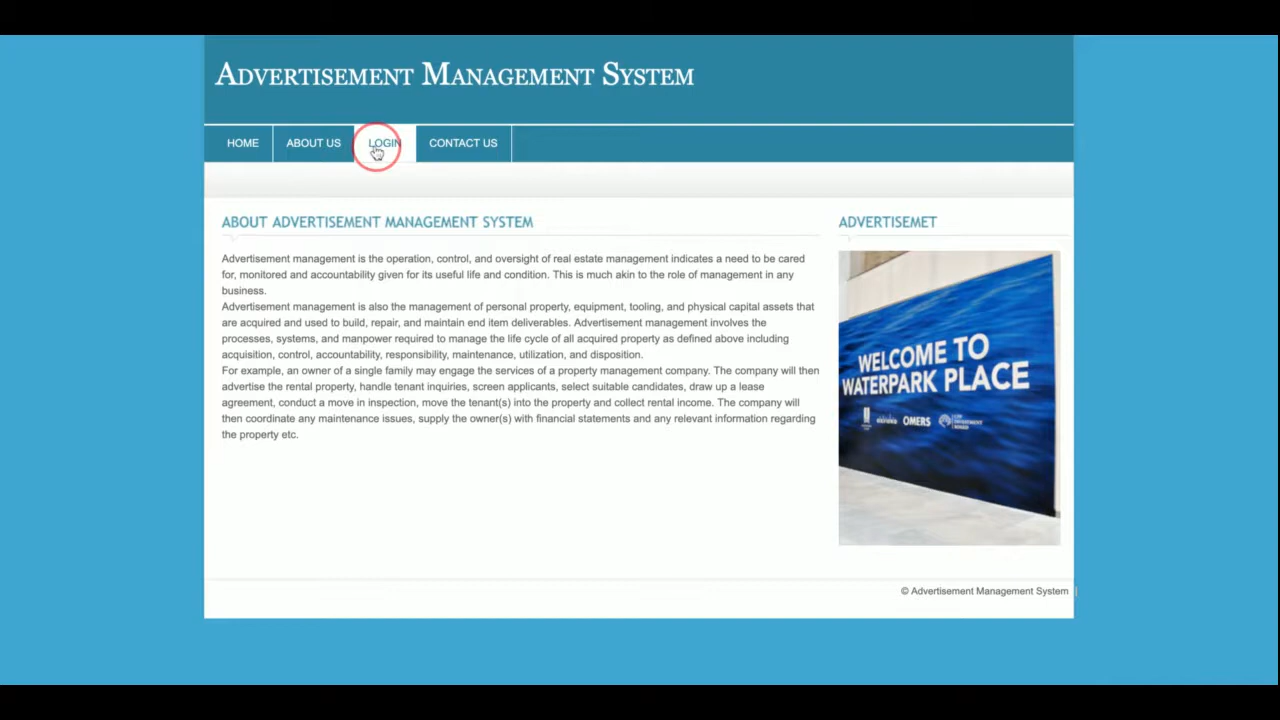 ADVERTISEMENT MANAGEMENT SYSTEM
HOME
ABOUT US
LOGIN
CONTACT US
ABOUT ADVERTISEMENT MANAGEMENT SYSTEM
Advertisement management is the operation, control, and oversight of real estate management indicates a need to be cared
for, monitored and accountability given for its useful life and condition. This is much akin to the role of management in any
business.
Advertisement management is also the management of personal property, equipment, tooling, and physical capital assets that
are acquired and used to build, repair, and maintain end item deliverables. Advertisement management involves the
processes, systems, and manpower required to manage the life cycle of all acquired property as defined above including
acquisition, control, accountability, responsibility, maintenance, utilization, and disposition.
For example, an owner of a single family may engage the services of a property management company. The company will then
advertise the rental property, handle tenant inquiries, screen applicants, select suitable candidates, draw up a lease
agreement, conduct a move in inspection, move the tenant(s) into the property and collect rental income. The company will
then coordinate any maintenance issues, supply the owner(s) with financial statements and any relevant information regarding
the property etc.
ADVERTISEMET
WELCOME TO
WATERPARK PLACE
OMERS
© Advertisement Management System